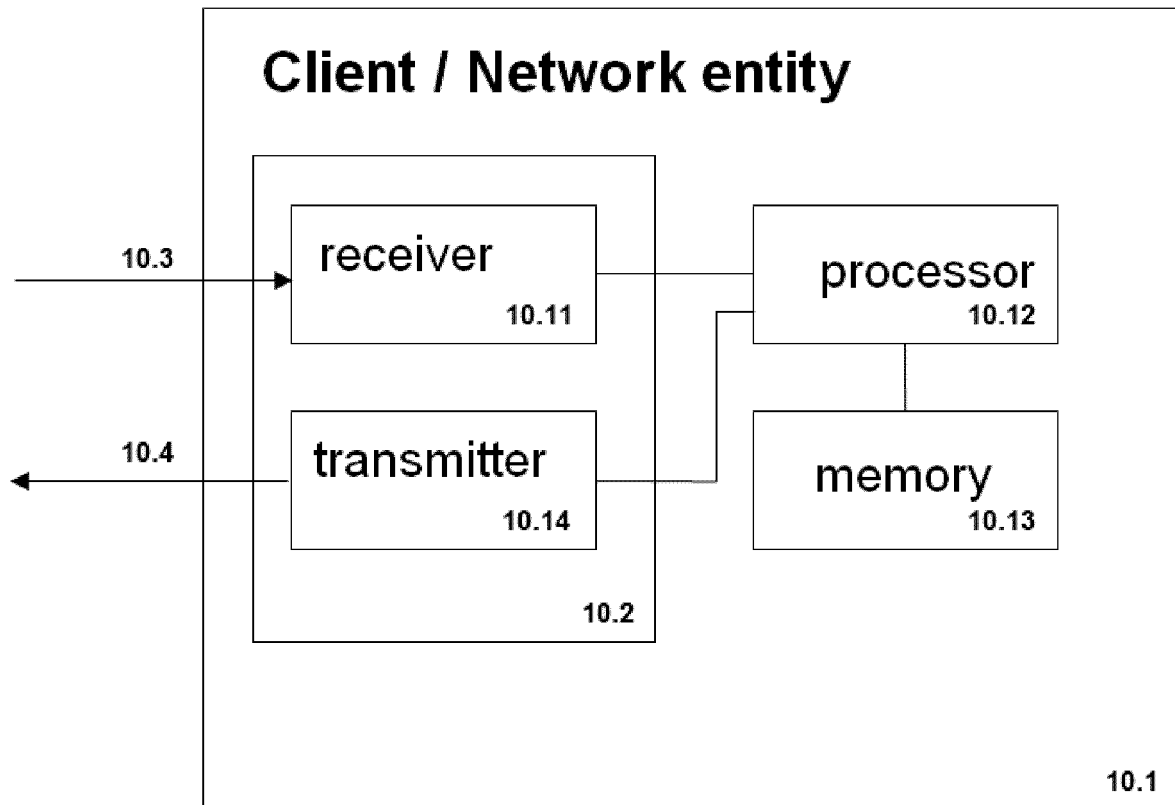 Client / Network entity
10.3
receiver
10.11
processor
10.12
10.4
transmitter
10.14
memory
10.13
10.2
10.1